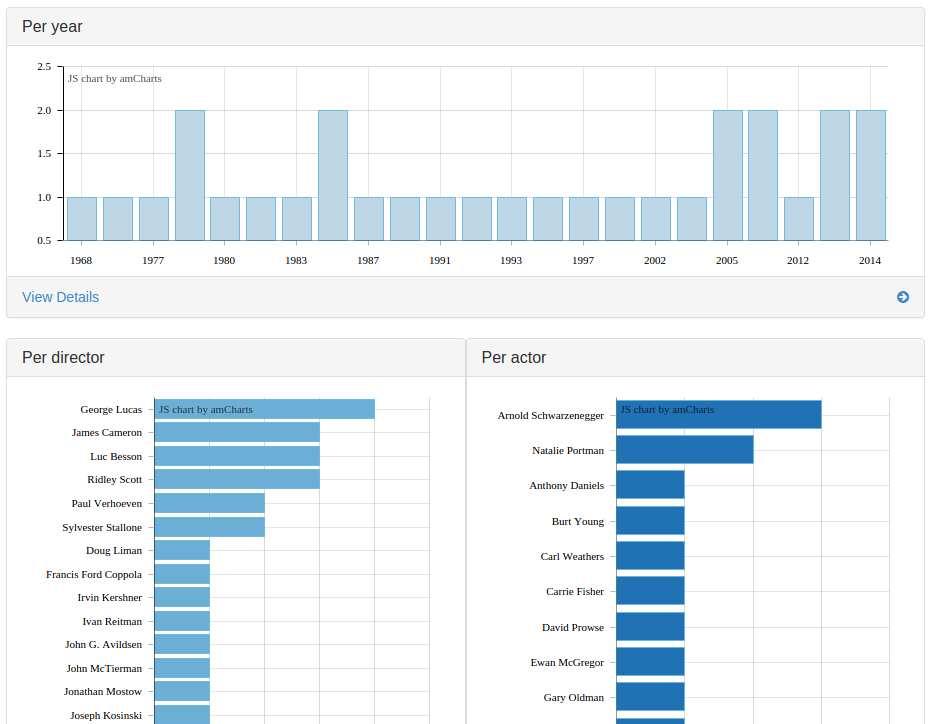 Per year
2.5
JS chart by amCharts
2.0
1.5
1.0
0.5
1968 1977 1980 1983 1987 1991 1993 1997 2002 2005 2012 2014
View Details
Per director
JS chart by amCharts
George Lucas
James Cameron
Luc Besson
Ridley Scott
Paul Verhoeven
Sylvester Stallone
Doug Liman
Francis Ford Coppola
Irvin Kershner
Ivan Reitman
John G. Avildsen
John McTierman
Jonathan Mostow
Joseph Kosinski
Per actor
JS chart by amCharts
Arnold Schwarzenegger
Natalie Portman
Anthony Daniels
Burt Young
Carl Weathers
Carrie Fisher
David Prowse
Ewan McGregor
Gary Oldman